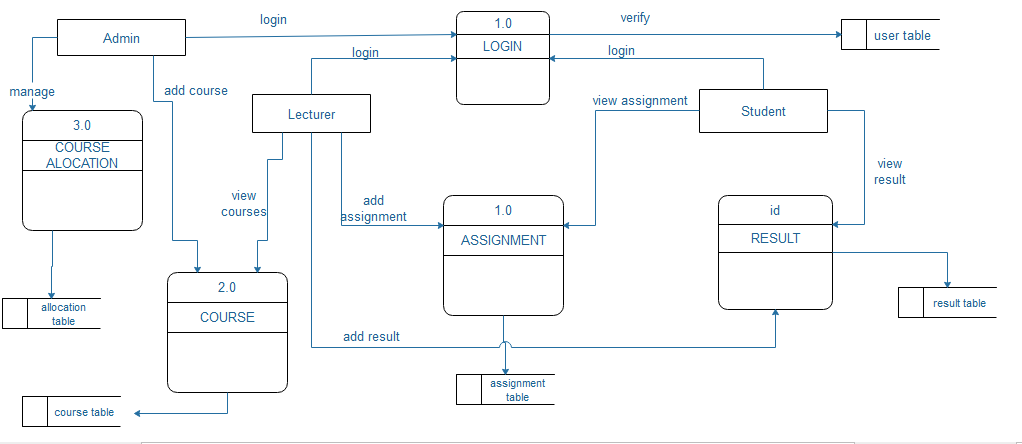 login
verify
1.0
LOGIN
Admin
user table
login
login
manage
add course
Lecturer
view assignment
Student
3.0
COURSE
ALOCATION
view
result
view
courses
add
assignment
1.0
ASSIGNMENT
id
RESULT
2.0
COURSE
allocation
table
result table
add result
assignment
table
course table